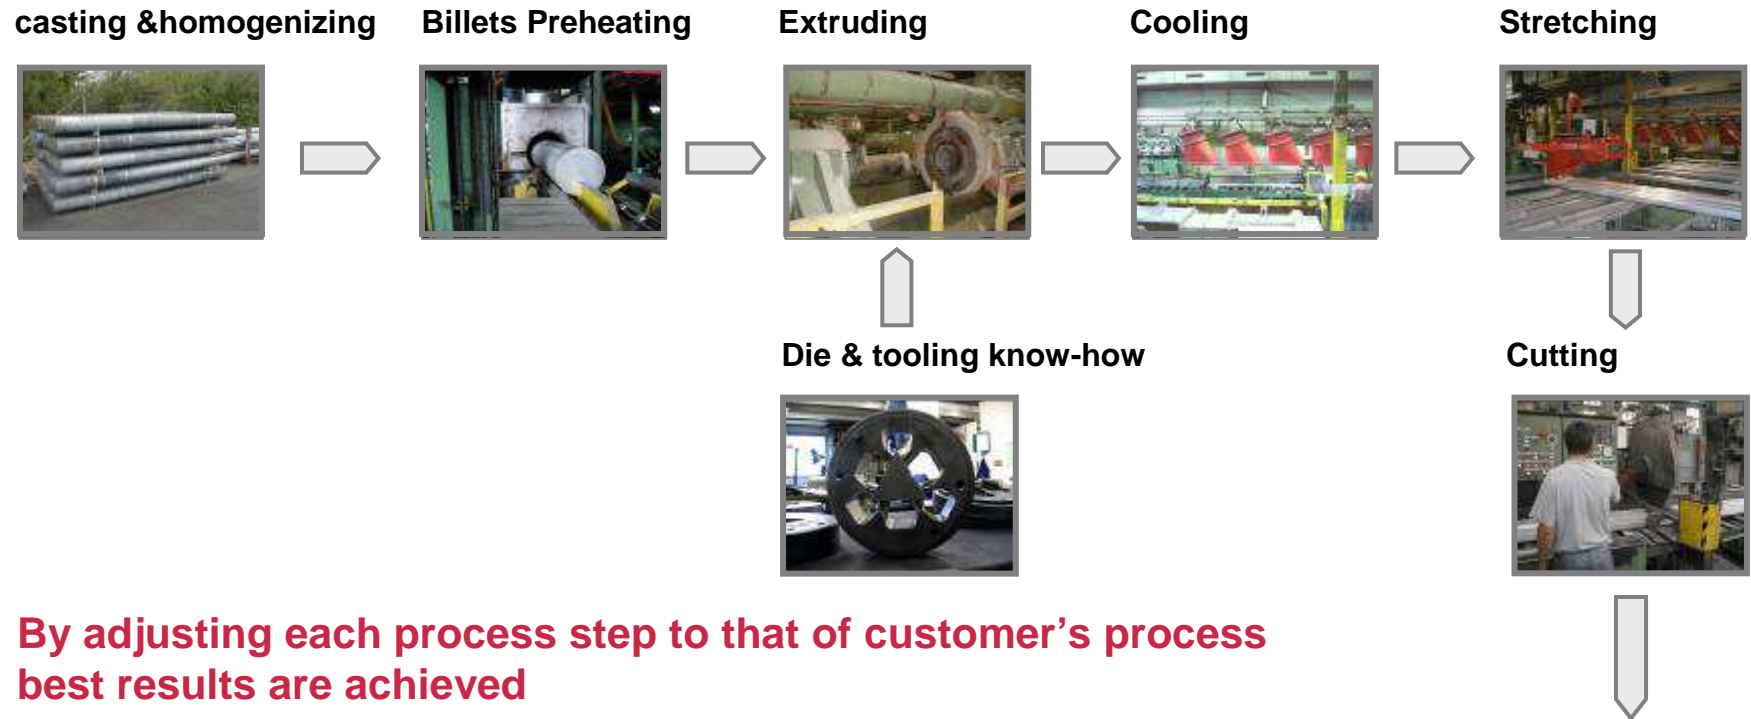 casting &homogenizing
Billets Preheating
Extruding
Cooling
Stretching
Die & tooling know-how
Cutting
By adjusting each process step to that of customer’s process
best results are achieved